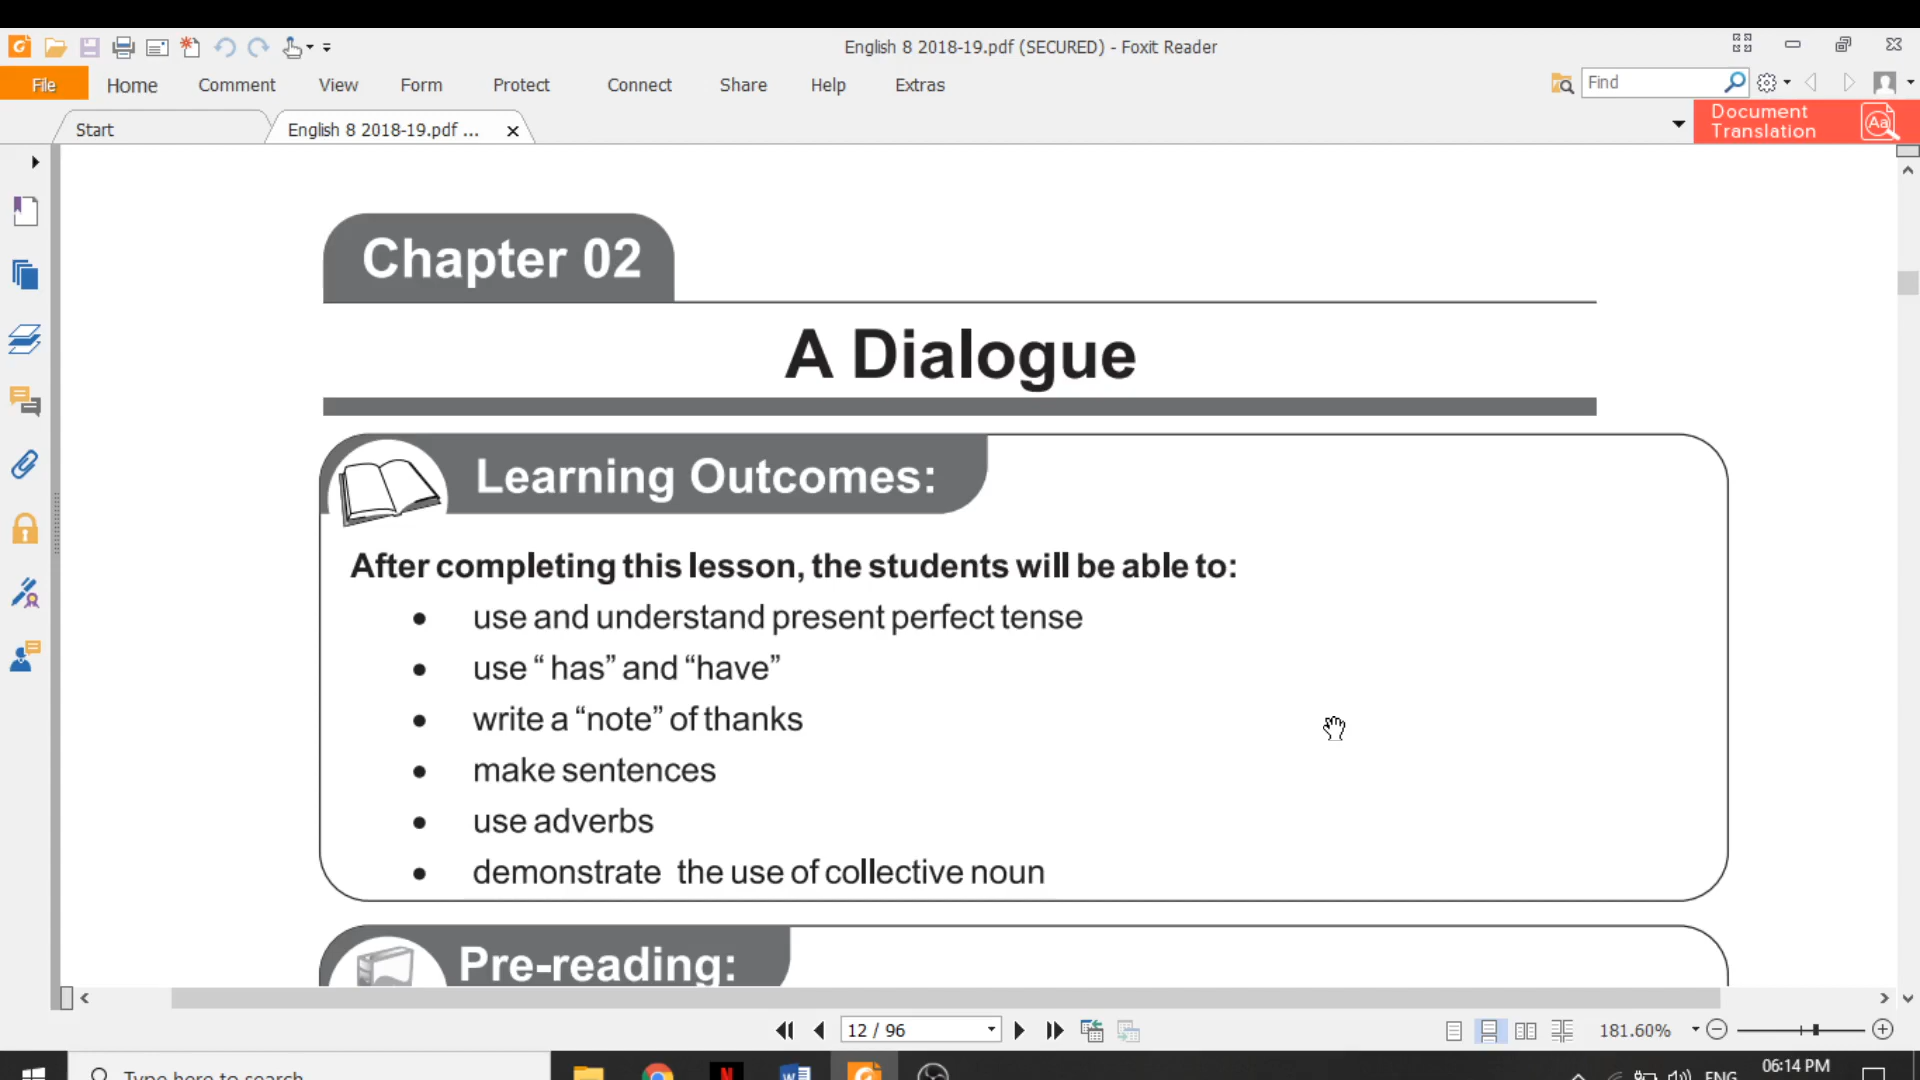 English 8 2018-19.pdf (SECURED) - Foxit Reader
File Home Comment View Form Protect Connect Share Help Extras Find
Start English 8 2018-19.pdf ... Document
Translation
Chapter 02
A Dialogue
Learning Outcomes:
After completing this lesson, the students will be able to:
• use and understand present perfect tense
• use “ has” and “have”
• write a “note” of thanks
• make sentences
• use adverbs
• demonstrate the use of collective noun
Pre-reading:
12 / 96 181.60%
Type here to search ENG 06:14 PM